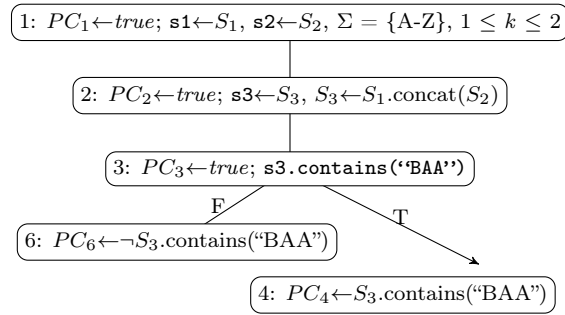 1: PC₁←true; s1←S₁, s2←S₂, Σ = {A-Z}, 1 ≤ k ≤ 2
2: PC₂←true; s3←S₃, S₃←S₁.concat(S₂)
3: PC₃←true; s3.contains(“BAA”)
F
T
6: PC₆←¬S₃.contains(“BAA”)
4: PC₄←S₃.contains(“BAA”)